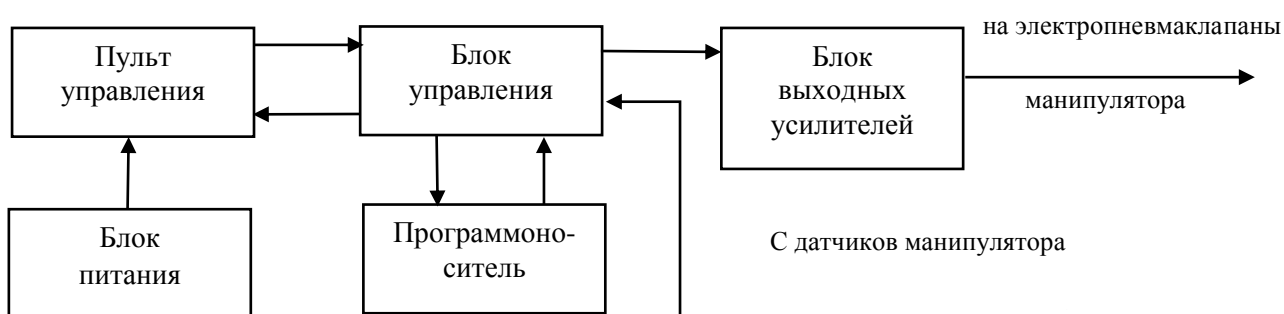 Пульт
управления
Блок
управления
Блок
выходных
усилителей
на электропневмаклапаны
манипулятора
Блок
питания
Программоно-
ситель
С датчиков манипулятора